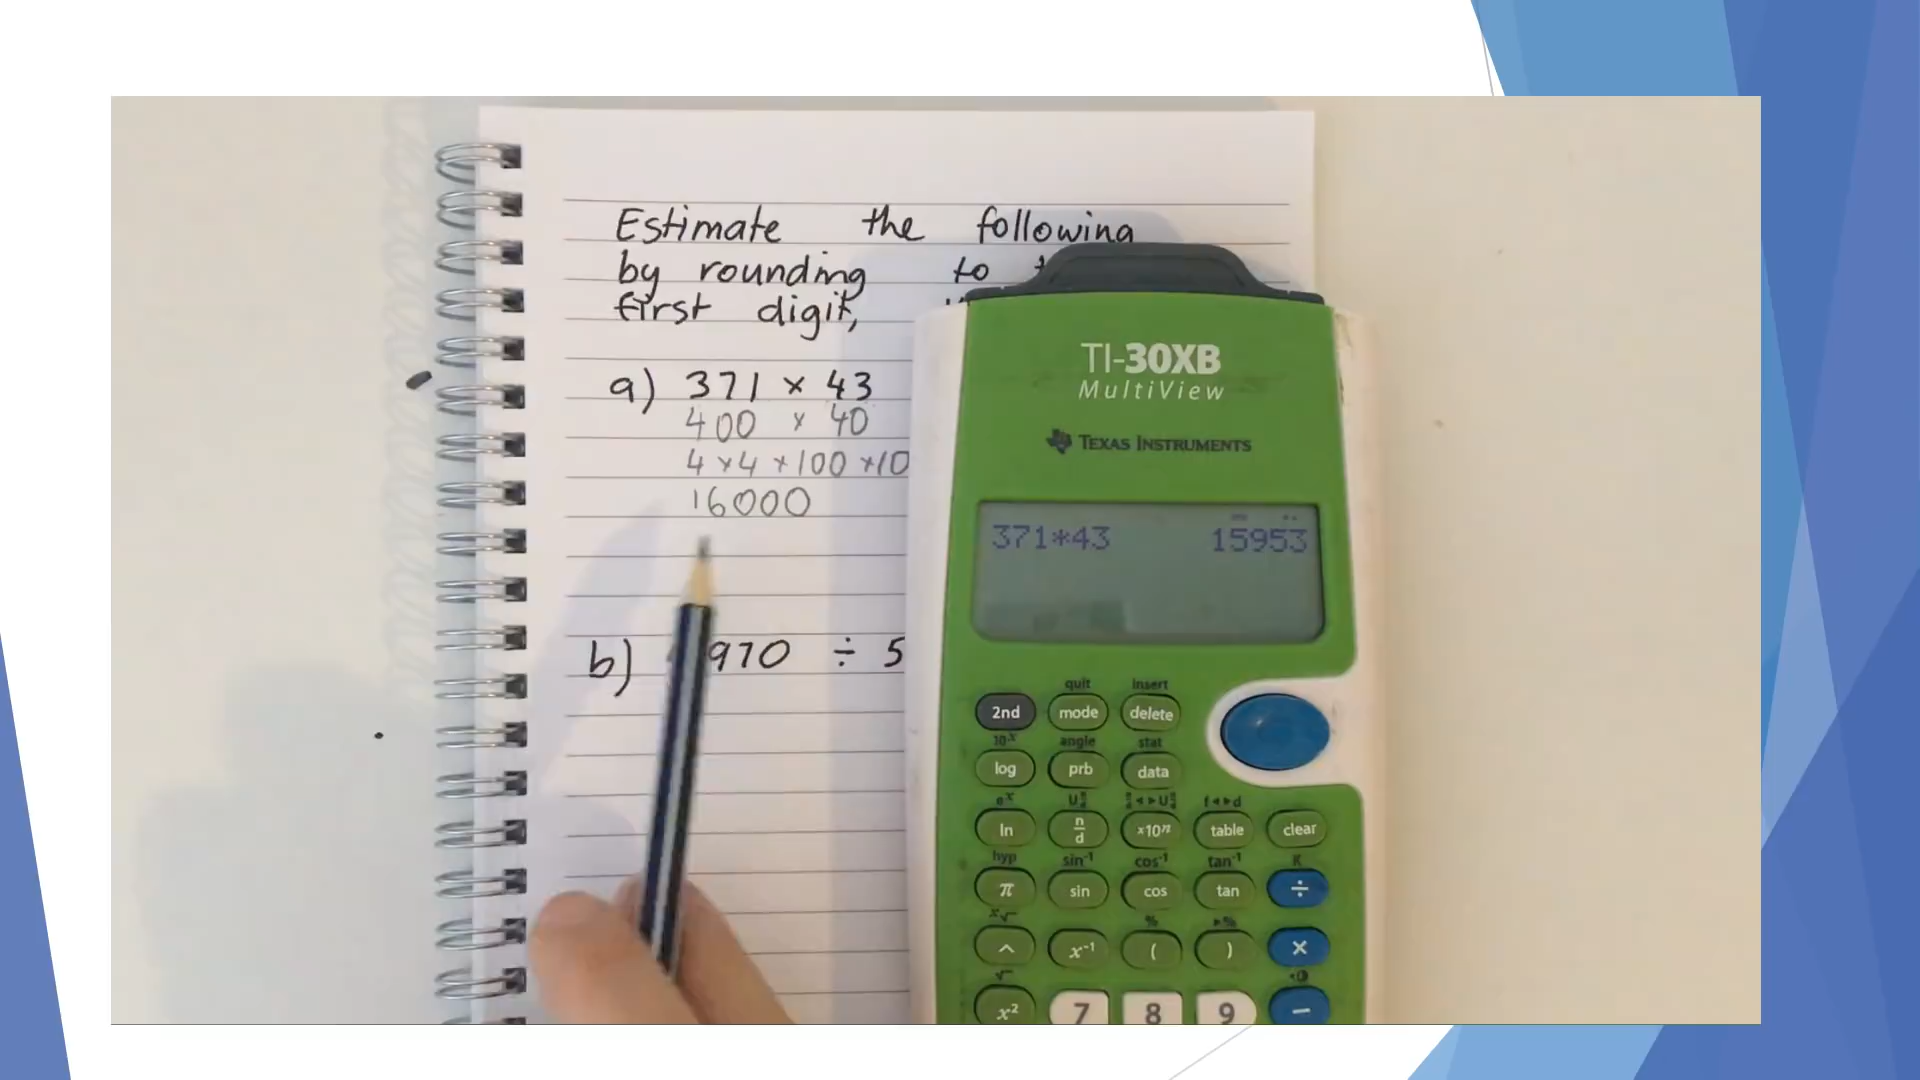 Estimate the following
by rounding to
first digit,
a) 371 × 43
400 × 40
4 × 4 × 100 × 10
16000
b) 970 ÷ 5
TI-30XB
MultiView
TEXAS INSTRUMENTS
371*43 15953
quit insert
2nd mode delete
10ˣ angle stat
log prb data
eˣ f◄►d
ln n/d ×10ⁿ table clear
hyp sin⁻¹ cos⁻¹ tan⁻¹ K
π sin cos tan ÷
ˣ√ % ►%
^ x⁻¹ ( ) ×
√
x² 7 8 9 −